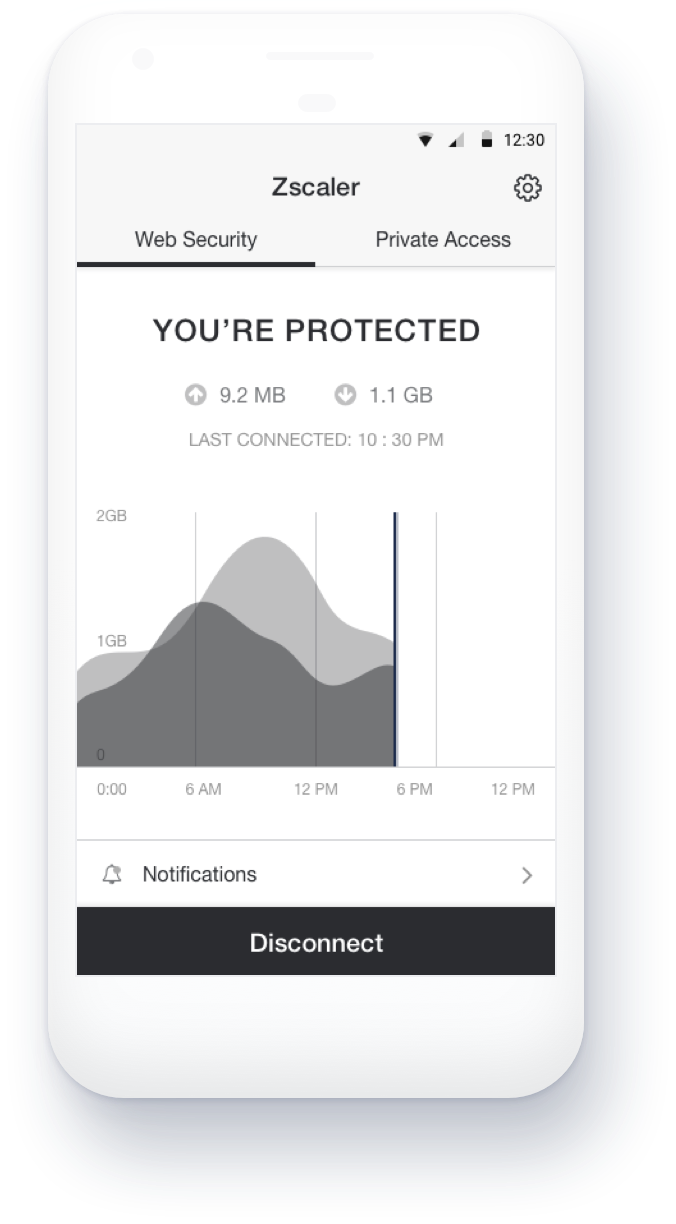 12:30
Zscaler
Web Security Private Access
YOU’RE PROTECTED
9.2 MB 1.1 GB
LAST CONNECTED: 10 : 30 PM
2GB
1GB
0
0:00 6 AM 12 PM 6 PM 12 PM
Notifications
Disconnect